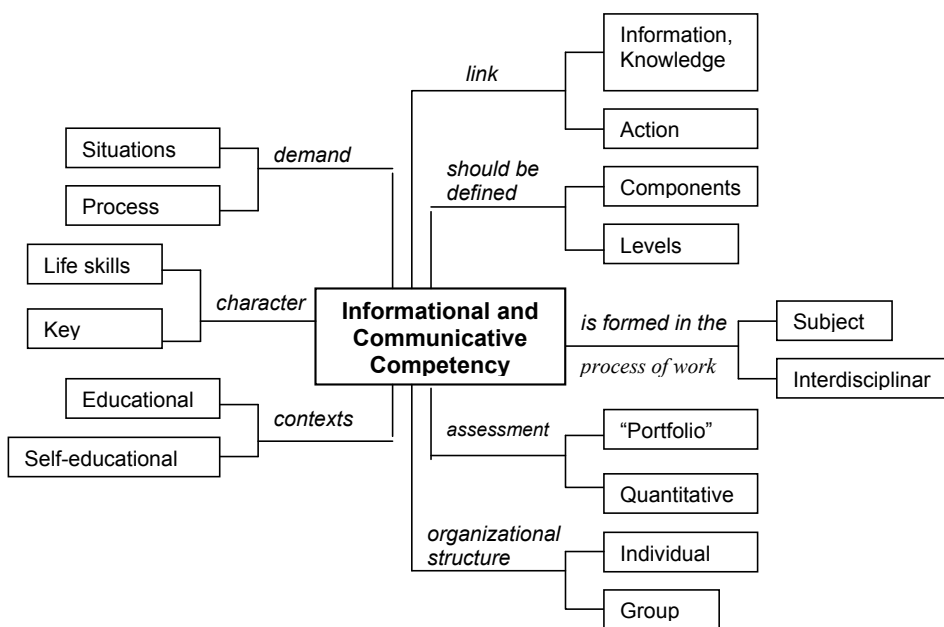 Information,
Knowledge
link
Action
Situations
demand
Process
should be
defined
Components
Levels
Life skills
character
Key
Informational and
Communicative
Competency
is formed in the
process of work
Subject
Interdisciplinar
Educational
contexts
Self-educational
assessment
“Portfolio”
Quantitative
organizational
structure
Individual
Group